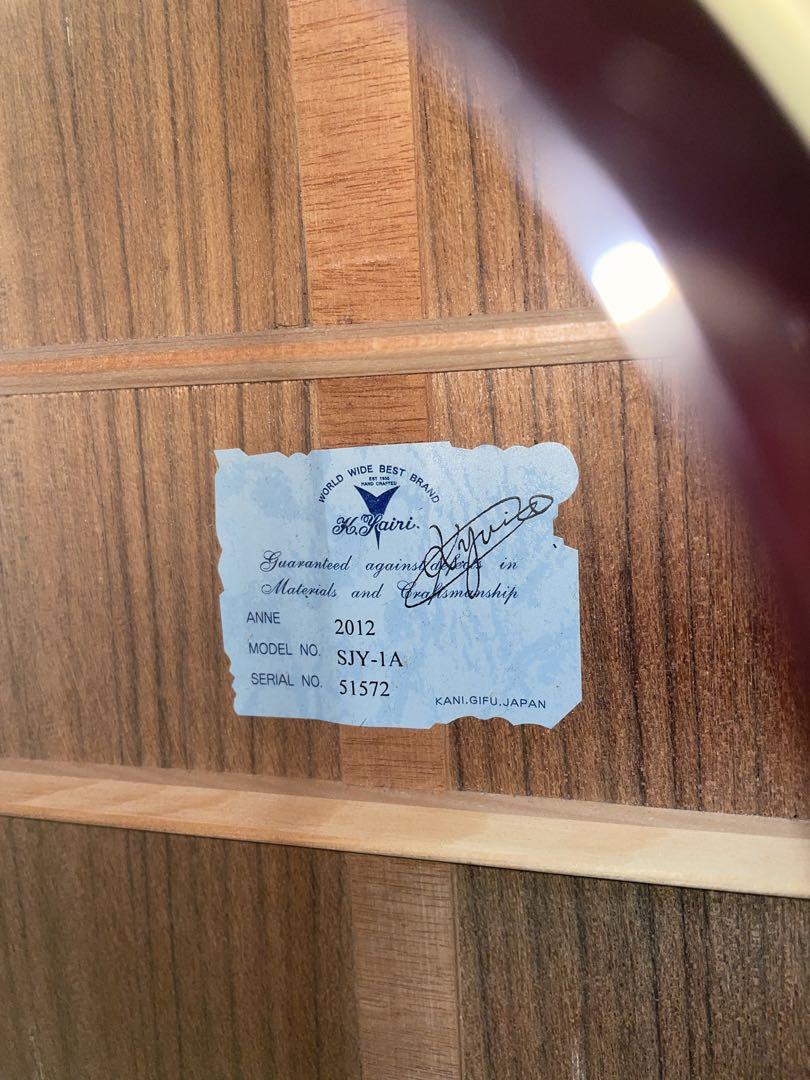 WORLD WIDE BEST BRAND
EST 1935
HAND CRAFTED
K.Yairi.
K.Yairi
Guaranteed against defects in
Materials and Craftsmanship
ANNE 2012
MODEL NO. SJY-1A
SERIAL NO. 51572
KANI.GIFU.JAPAN